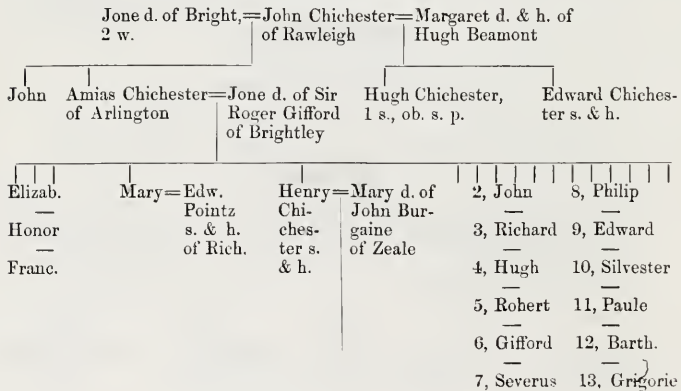 Jone d. of Bright,=John Chichester=Margaret d. & h. of
2 w. of Rawleigh Hugh Beamont
John Amias Chichester=Jone d. of Sir Hugh Chichester, Edward Chiches-
of Arlington Roger Gifford 1 s., ob. s. p. ter s. & h.
of Brightley
Elizab. Mary=Edw. Henry=Mary d. of 2, John 8, Philip
— Pointz Chi- John Bur- — —
Honor s. & h. ches- gaine 3, Richard 9, Edward
— of Rich. ter s. of Zeale — —
Franc. & h. 4, Hugh 10, Silvester
— —
5, Robert 11, Paule
— —
6, Gifford 12, Barth.
— —
7, Severus 13, Grigorie